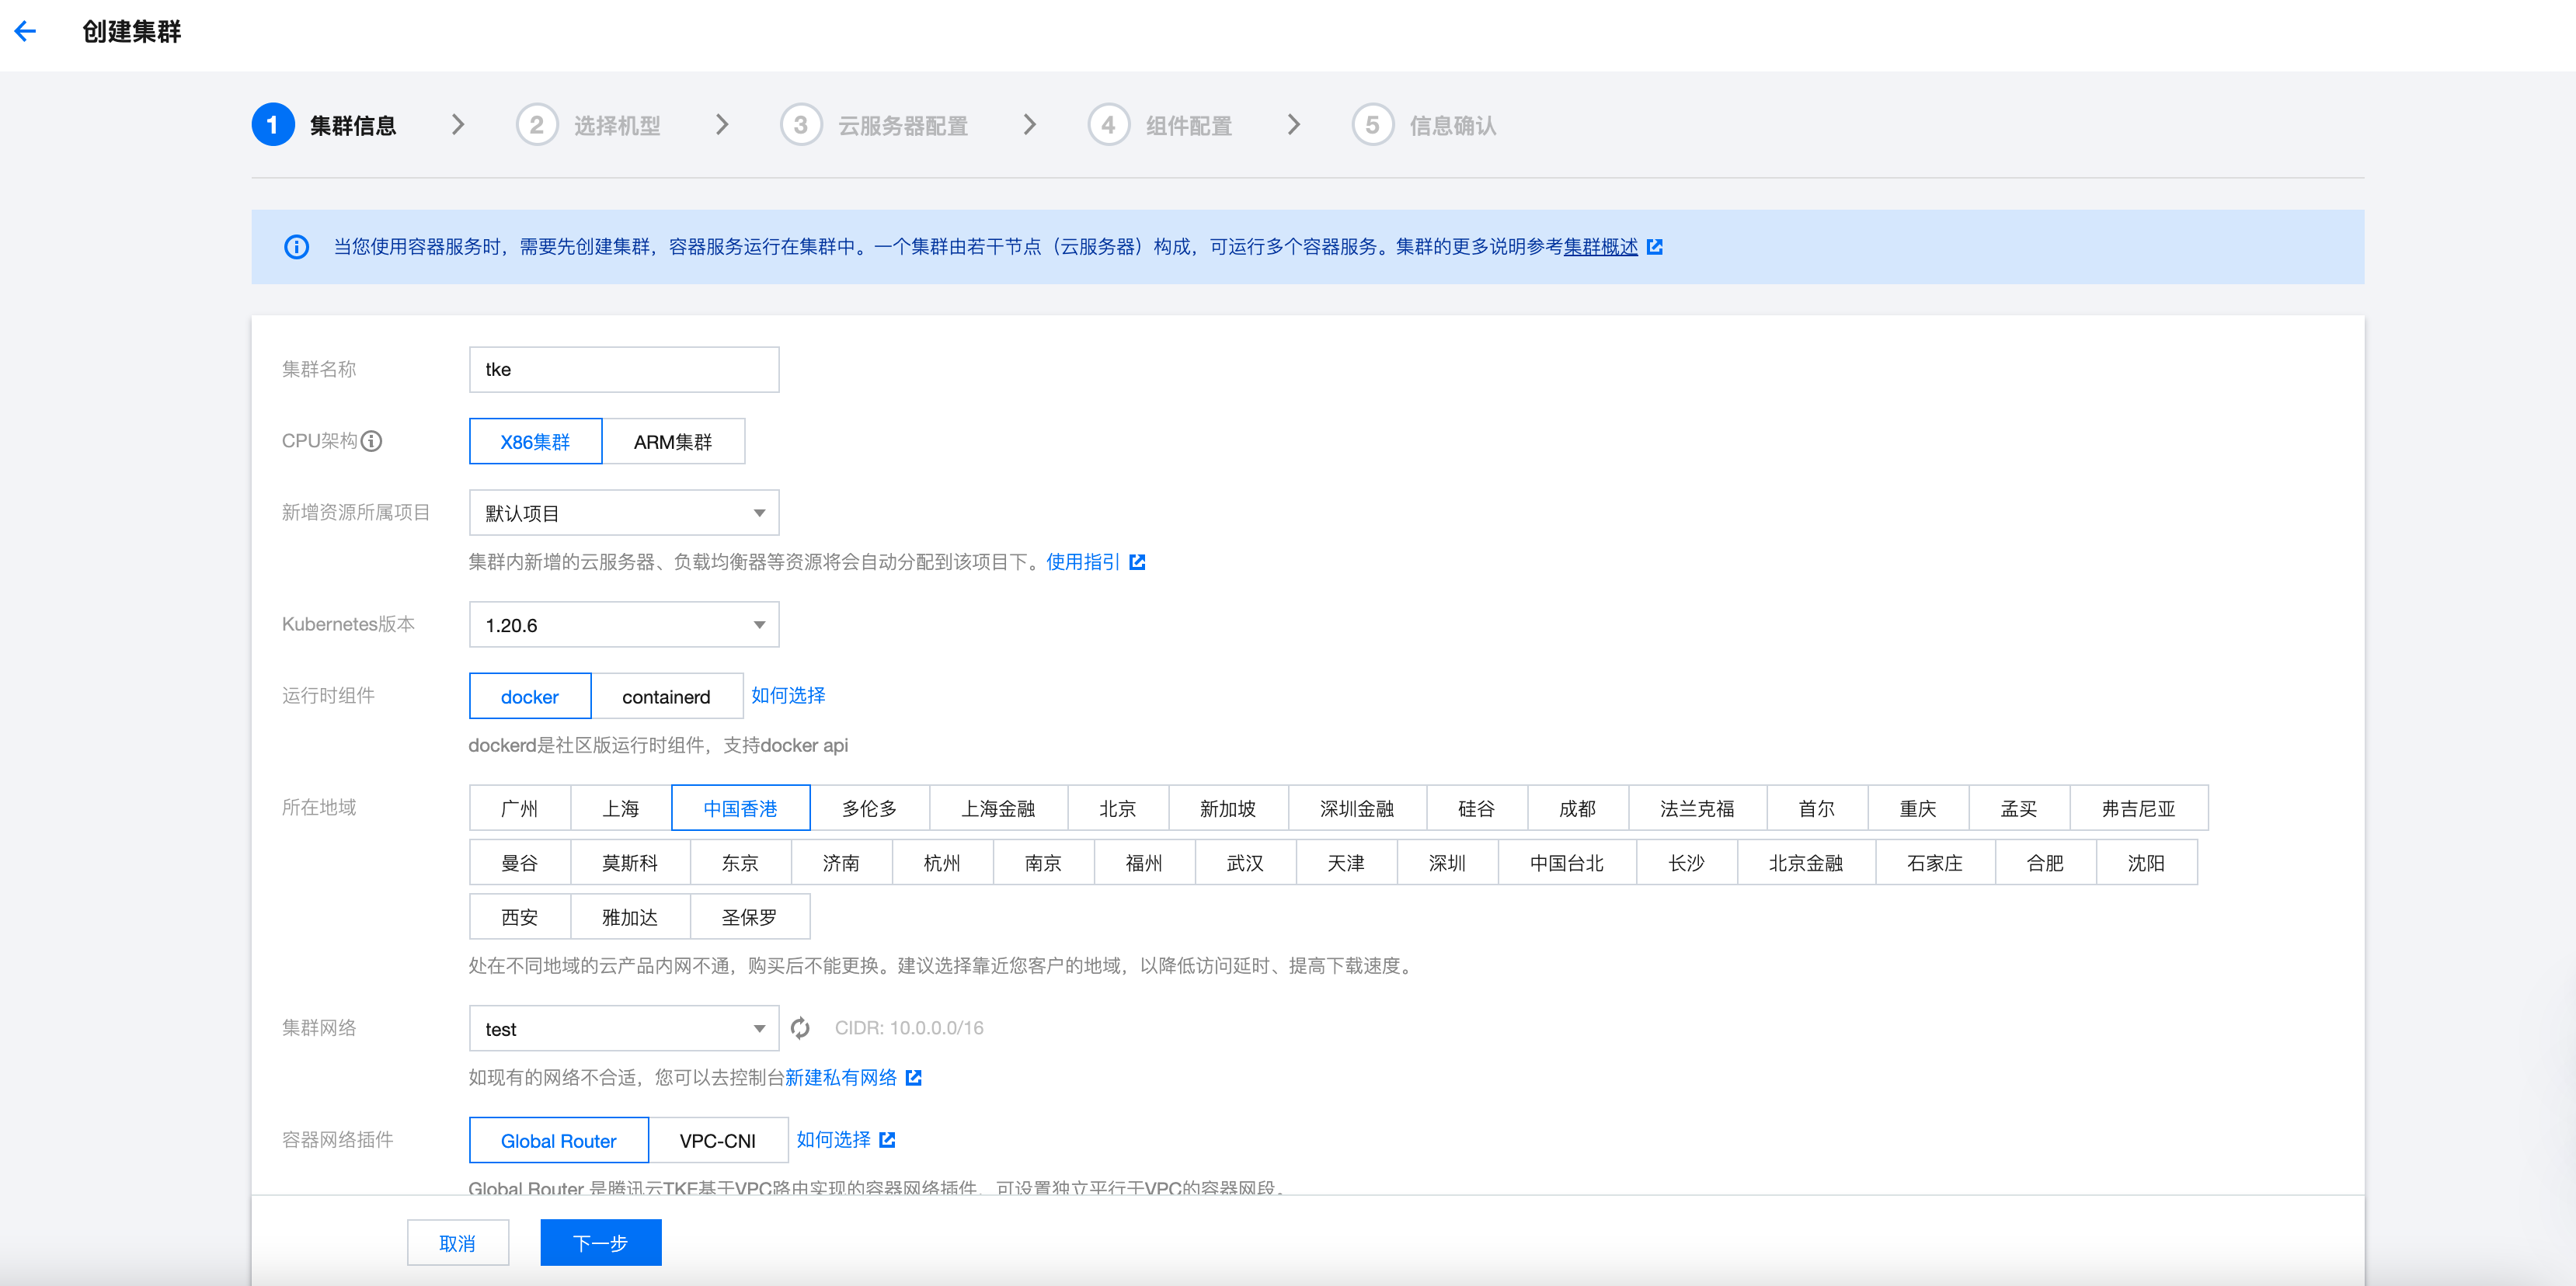 创建集群
1 集群信息 2 选择机型 3 云服务器配置 4 组件配置 5 信息确认
当您使用容器服务时，需要先创建集群，容器服务运行在集群中。一个集群由若干节点（云服务器）构成，可运行多个容器服务。集群的更多说明参考集群概述
集群名称 tke
CPU架构 X86集群 ARM集群
新增资源所属项目 默认项目
集群内新增的云服务器、负载均衡器等资源将会自动分配到该项目下。使用指引
Kubernetes版本 1.20.6
运行时组件 docker containerd 如何选择
dockerd是社区版运行时组件，支持docker api
所在地域 广州 上海 中国香港 多伦多 上海金融 北京 新加坡 深圳金融 硅谷 成都 法兰克福 首尔 重庆 孟买 弗吉尼亚
曼谷 莫斯科 东京 济南 杭州 南京 福州 武汉 天津 深圳 中国台北 长沙 北京金融 石家庄 合肥 沈阳
西安 雅加达 圣保罗
处在不同地域的云产品内网不通，购买后不能更换。建议选择靠近您客户的地域，以降低访问延时、提高下载速度。
集群网络 test CIDR: 10.0.0.0/16
如现有的网络不合适，您可以去控制台新建私有网络
容器网络插件 Global Router VPC-CNI 如何选择
Global Router 是腾讯云TKE基于VPC路由实现的容器网络插件，可设置独立平行于VPC的容器网段。
取消 下一步